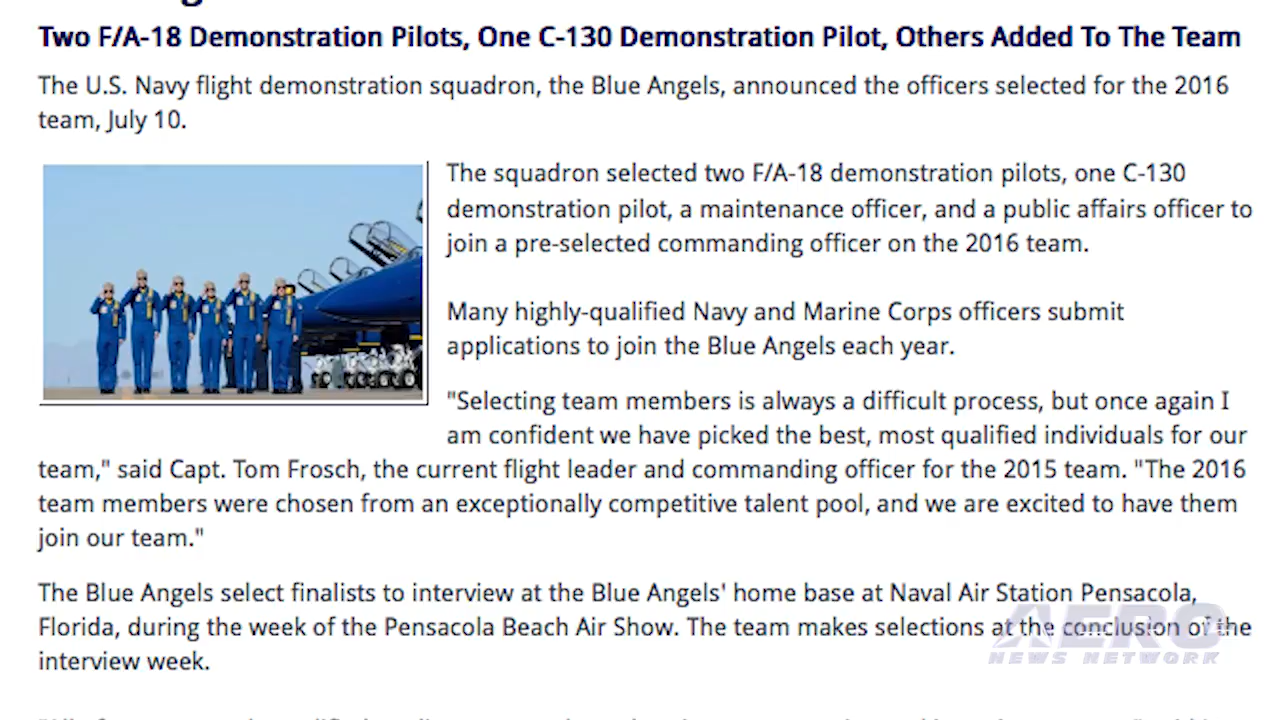 Two F/A-18 Demonstration Pilots, One C-130 Demonstration Pilot, Others Added To The Team
The U.S. Navy flight demonstration squadron, the Blue Angels, announced the officers selected for the 2016
team, July 10.
The squadron selected two F/A-18 demonstration pilots, one C-130
demonstration pilot, a maintenance officer, and a public affairs officer to
join a pre-selected commanding officer on the 2016 team.
Many highly-qualified Navy and Marine Corps officers submit
applications to join the Blue Angels each year.
"Selecting team members is always a difficult process, but once again I
am confident we have picked the best, most qualified individuals for our
team," said Capt. Tom Frosch, the current flight leader and commanding officer for the 2015 team. "The 2016
team members were chosen from an exceptionally competitive talent pool, and we are excited to have them
join our team."
The Blue Angels select finalists to interview at the Blue Angels' home base at Naval Air Station Pensacola,
Florida, during the week of the Pensacola Beach Air Show. The team makes selections at the conclusion of the
interview week.
AERO
NEWS NETWORK